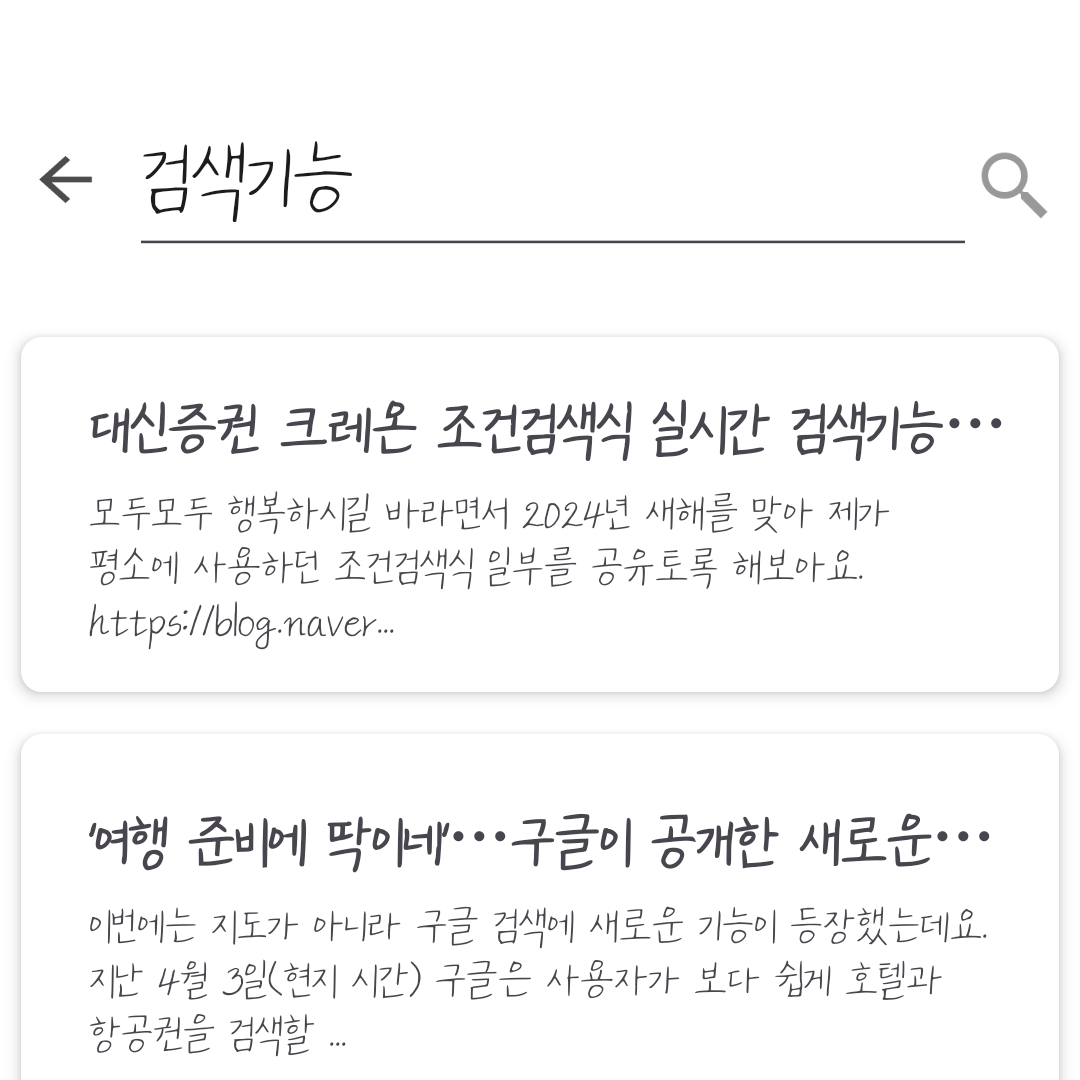 검색기능
대신증권 크레온 조건검색식 실시간 검색기능···
모두모두 행복하시길 바라면서 2024년 새해를 맞아 제가
평소에 사용하던 조건검색식 일부를 공유토록 해보아요.
https://blog.naver...
'여행 준비에 딱이네'···구글이 공개한 새로운···
이번에는 지도가 아니라 구글 검색에 새로운 기능이 등장했는데요.
지난 4월 3일(현지 시간) 구글은 사용자가 보다 쉽게 호텔과
항공권을 검색할 ...